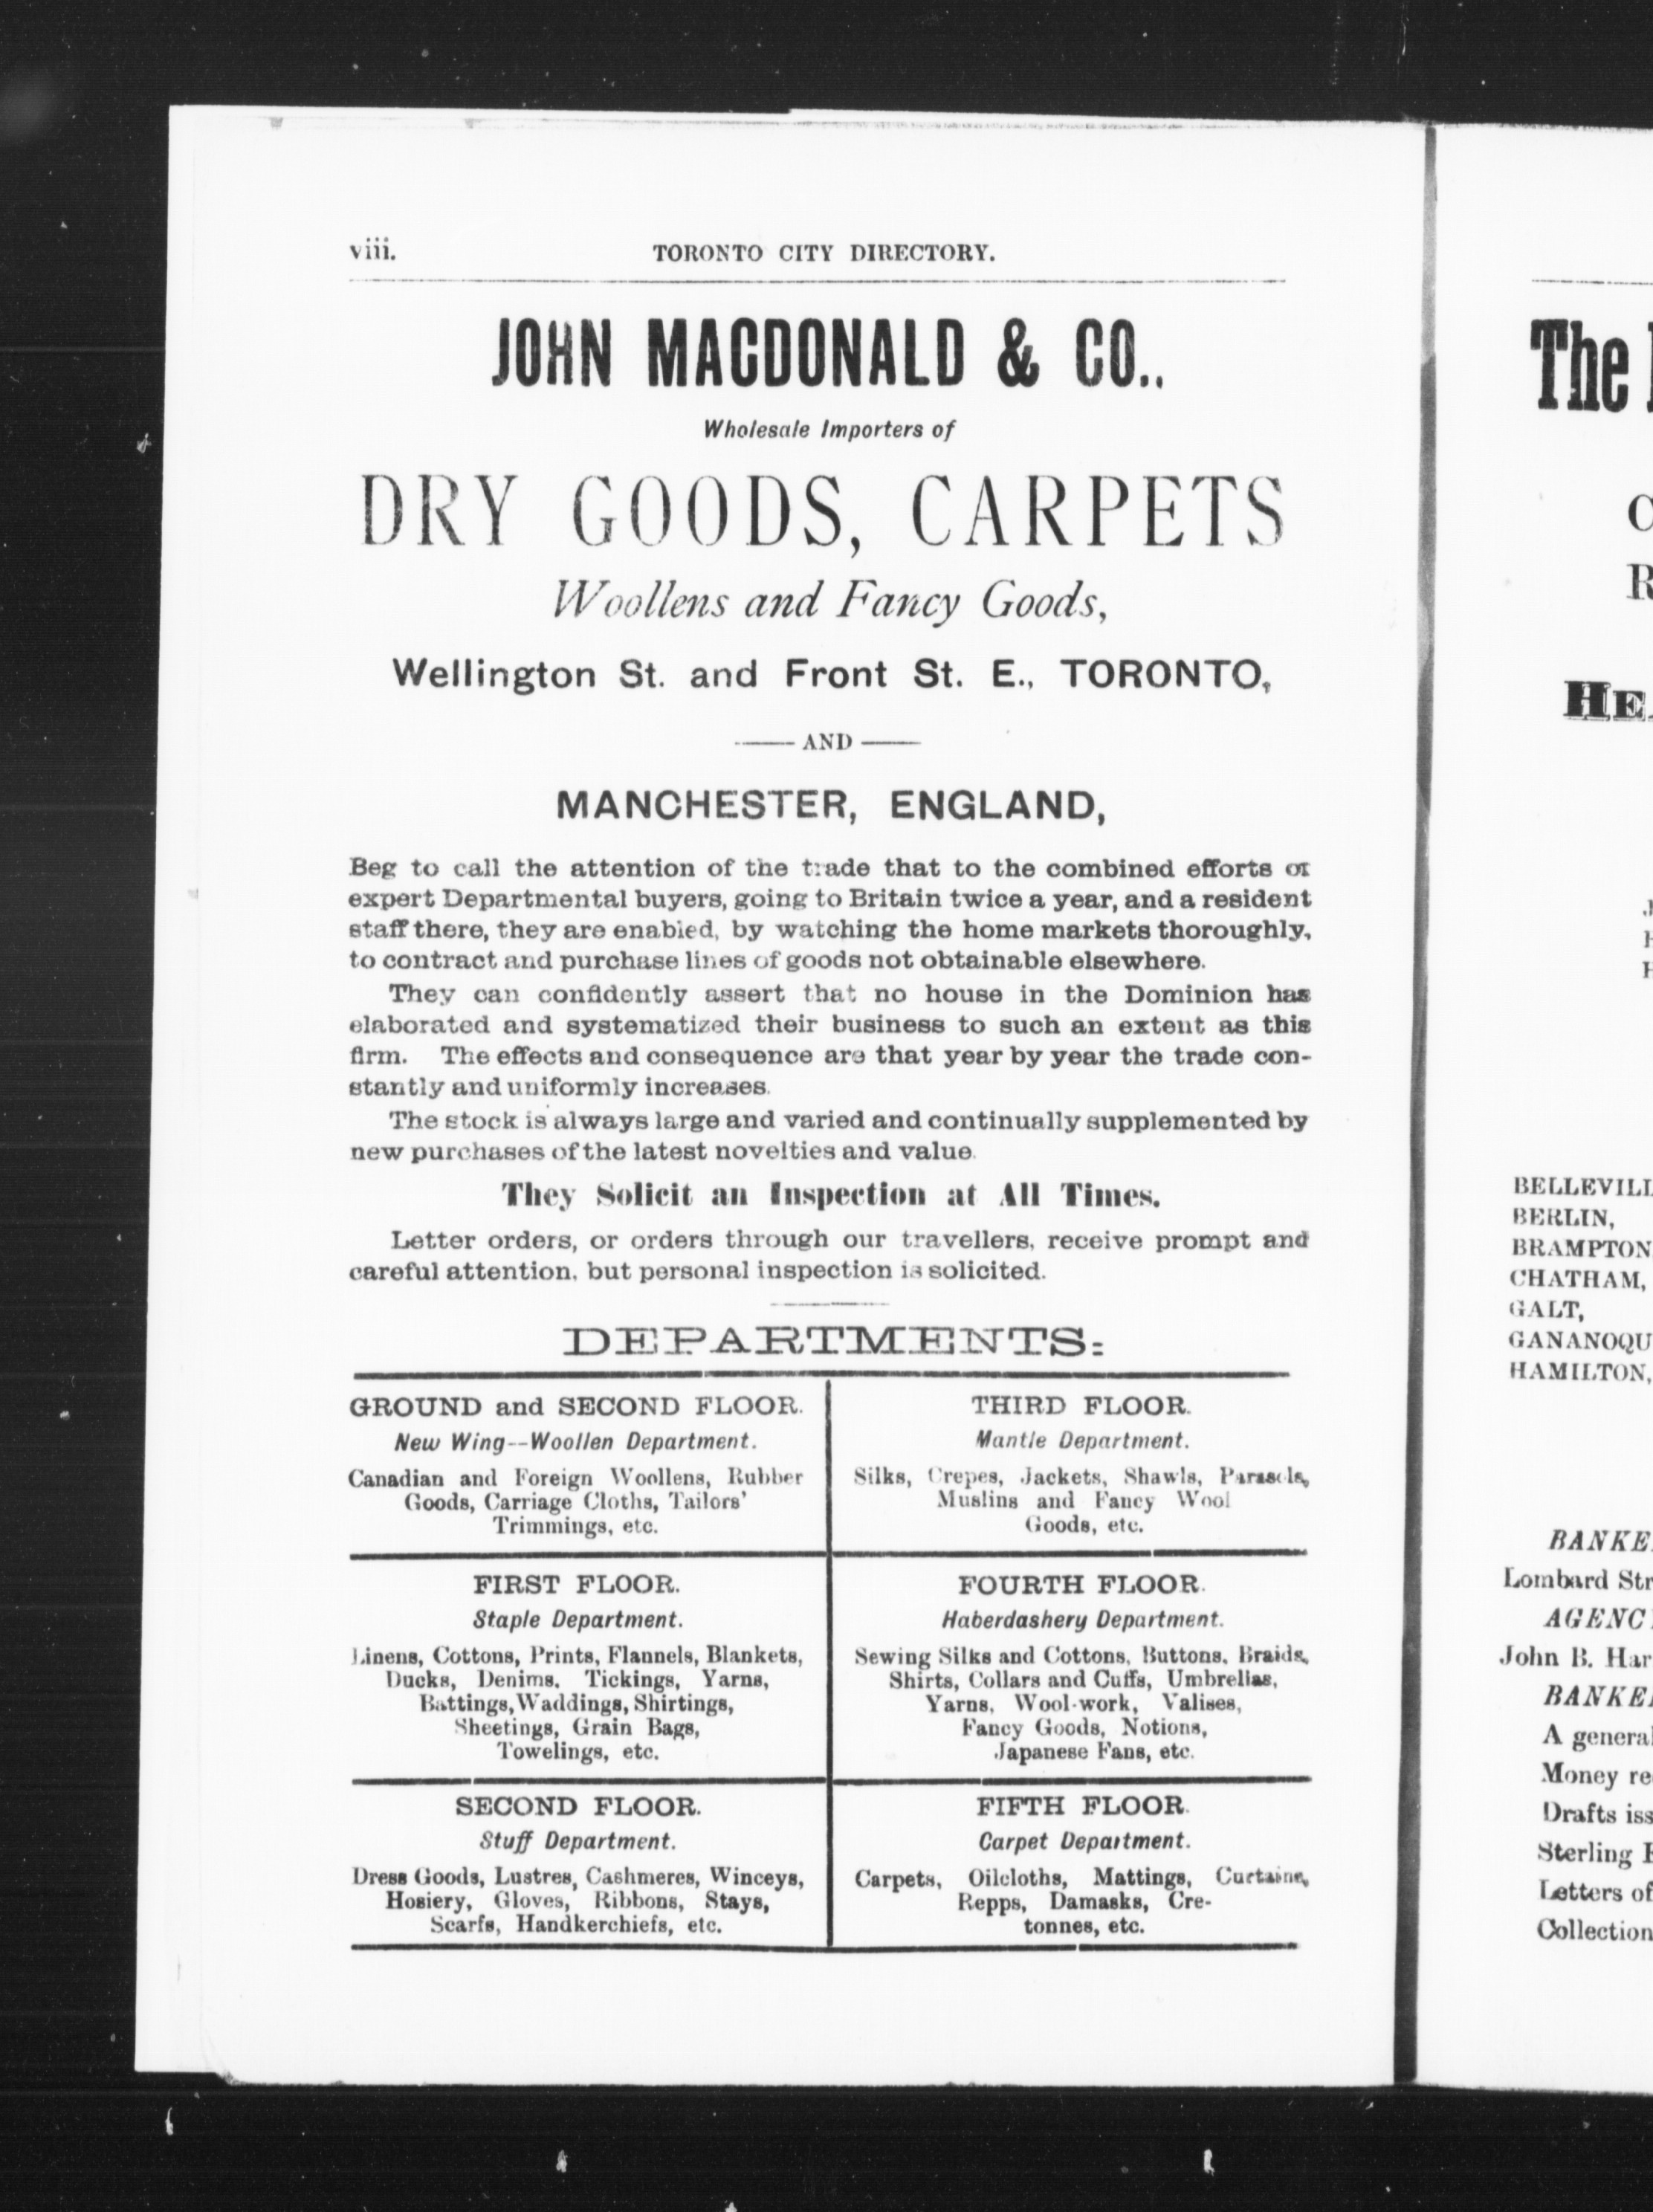 viii.
TORONTO CITY DIRECTORY.
JOHN MACDONALD & CO.,
Wholesale Importers of
DRY GOODS, CARPETS
Woollens and Fancy Goods,
Wellington St. and Front St. E., TORONTO,
AND
MANCHESTER, ENGLAND,
Beg to call the attention of the trade that to the combined efforts of
expert Departmental buyers, going to Britain twice a year, and a resident
staff there, they are enabled, by watching the home markets thoroughly,
to contract and purchase lines of goods not obtainable elsewhere.
They can confidently assert that no house in the Dominion has
elaborated and systematized their business to such an extent as this
firm. The effects and consequence are that year by year the trade con-
stantly and uniformly increases.
The stock is always large and varied and continually supplemented by
new purchases of the latest novelties and value.
They Solicit an Inspection at All Times.
Letter orders, or orders through our travellers, receive prompt and
careful attention, but personal inspection is solicited.
DEPARTMENTS:
GROUND and SECOND FLOOR.
New Wing--Woollen Department.
Canadian and Foreign Woollens, Rubber
Goods, Carriage Cloths, Tailors'
Trimmings, etc.
FIRST FLOOR.
Staple Department.
Linens, Cottons, Prints, Flannels, Blankets,
Ducks, Denims, Tickings, Yarns,
Battings, Waddings, Shirtings,
Sheetings, Grain Bags,
Towelings, etc.
SECOND FLOOR.
Stuff Department.
Dress Goods, Lustres, Cashmeres, Winceys,
Hosiery, Gloves, Ribbons, Stays,
Scarfs, Handkerchiefs, etc.
THIRD FLOOR.
Mantle Department.
Silks, Crepes, Jackets, Shawls, Parasols,
Muslins and Fancy Wool
Goods, etc.
FOURTH FLOOR.
Haberdashery Department.
Sewing Silks and Cottons, Buttons, Braids,
Shirts, Collars and Cuffs, Umbrellas,
Yarns, Wool-work, Valises,
Fancy Goods, Notions,
Japanese Fans, etc.
FIFTH FLOOR.
Carpet Department.
Carpets, Oilcloths, Mattings, Curtains,
Repps, Damasks, Cre-
tonnes, etc.
The
BERLIN,
BRAMPTON
CHATHAM,
GALT,
HAMILTON,
Lombard
John B.
A general
Money
Drafts
Sterling
Letters of
Collection